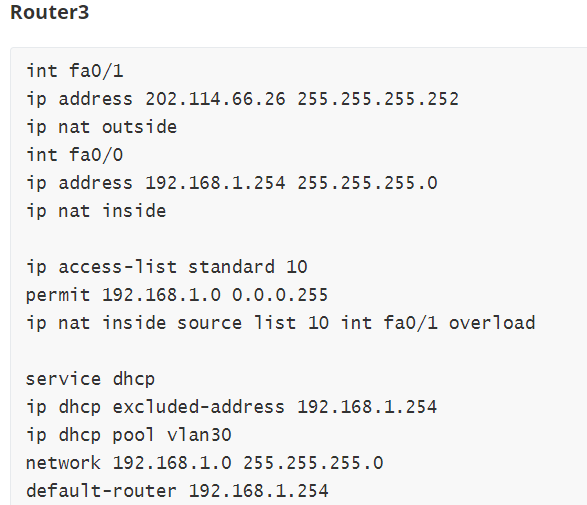 Router3
int fa0/1
ip address 202.114.66.26 255.255.255.252
ip nat outside
int fa0/0
ip address 192.168.1.254 255.255.255.0
ip nat inside
ip access-list standard 10
permit 192.168.1.0 0.0.0.255
ip nat inside source list 10 int fa0/1 overload
service dhcp
ip dhcp excluded-address 192.168.1.254
ip dhcp pool vlan30
network 192.168.1.0 255.255.255.0
default-router 192.168.1.254